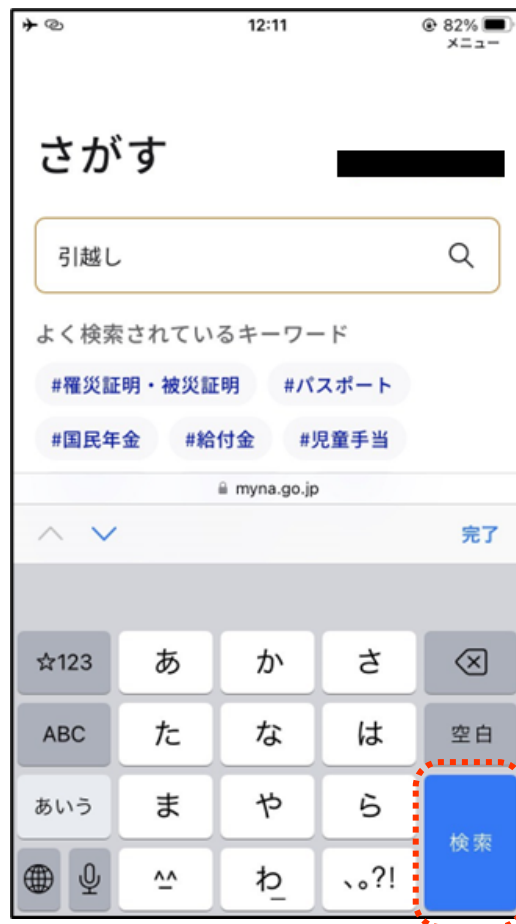 12:11 82%
メニュー
さがす
引越し
よく検索されているキーワード
#罹災証明・被災証明 #パスポート
#国民年金 #給付金 #児童手当
myna.go.jp
完了
☆123 あ か さ
ABC た な は 空白
あいう ま や ら 検索
^^ わ 、。?!